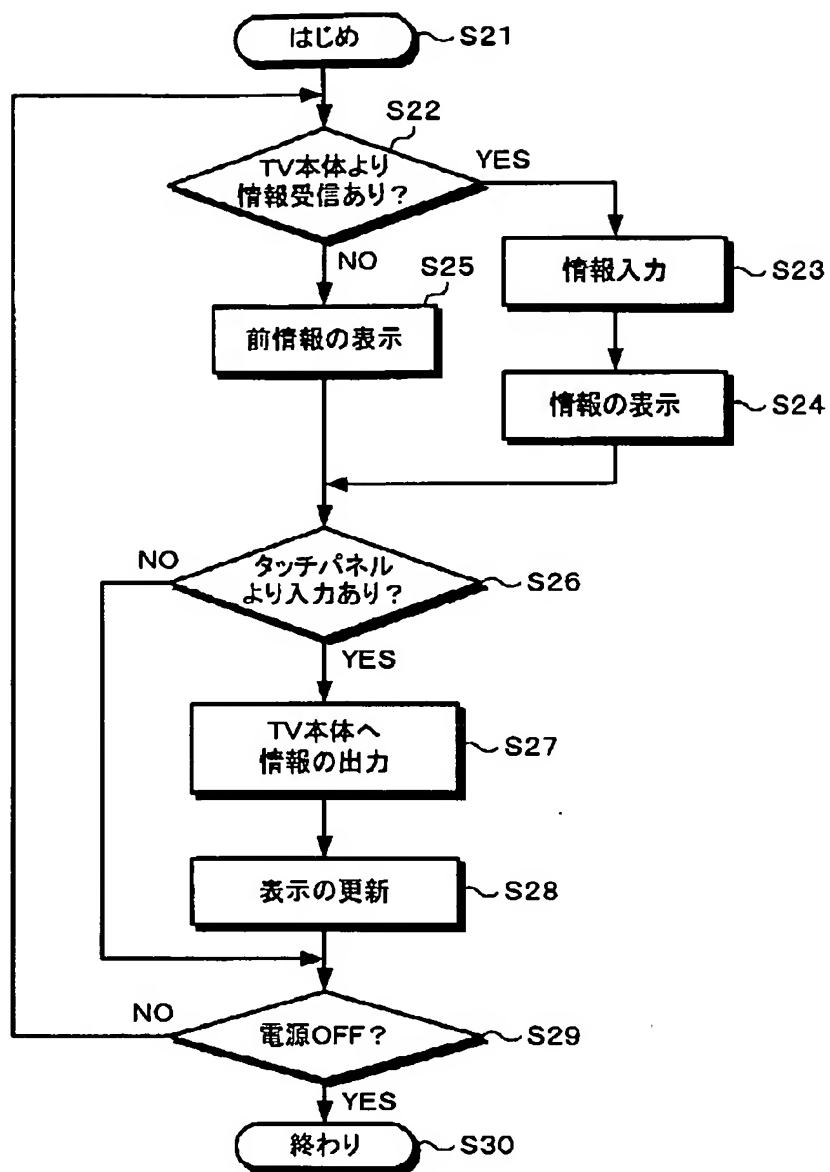 はじめ
S21
S22
TV本体より
情報受信あり？
YES
NO
情報入力
S23
S25
前情報の表示
情報の表示
S24
NO
タッチパネル
より入力あり？
S26
YES
TV本体へ
情報の出力
S27
表示の更新
S28
NO
電源OFF？
S29
YES
終わり
S30